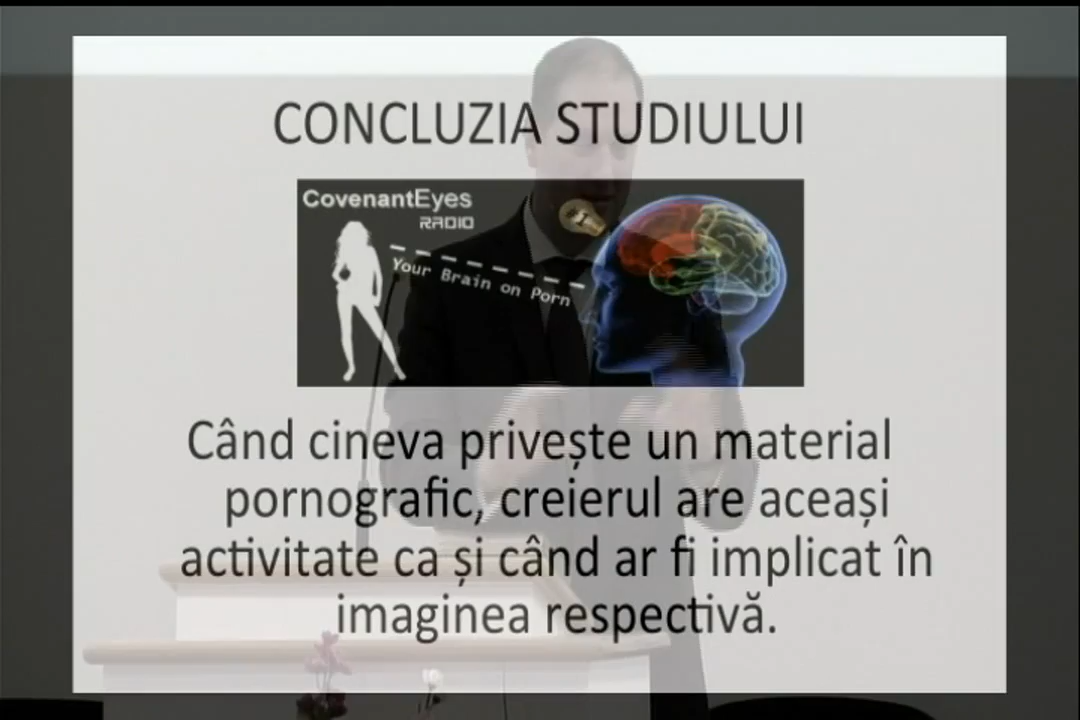 CONCLUZIA STUDIULUI
CovenantEyes
RADIO
Your Brain on Porn
Când cineva privește un material
pornografic, creierul are aceași
activitate ca și când ar fi implicat în
imaginea respectivă.